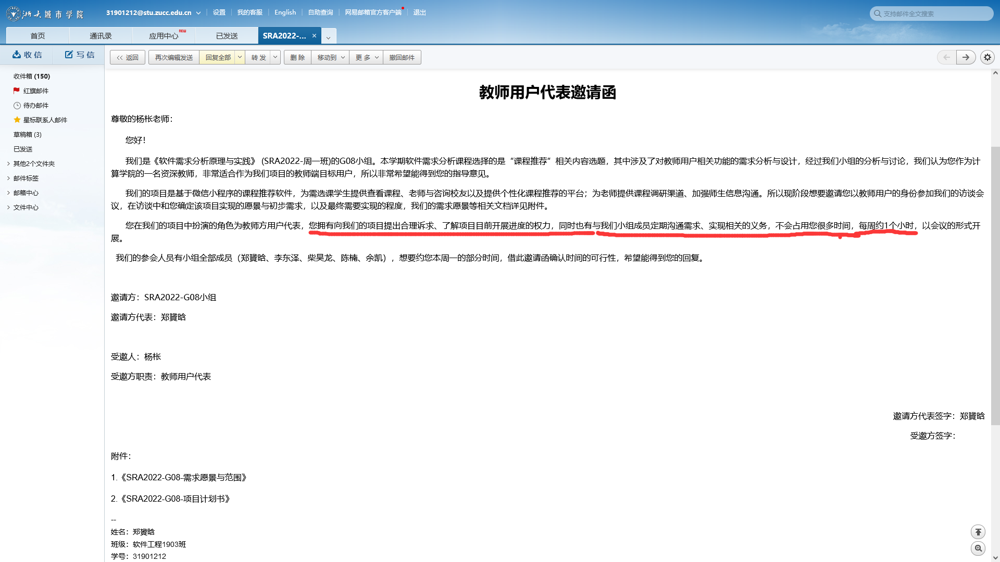 浙大城市学院
31901212@stu.zucc.edu.cn 设置 我的客服 English 自助查询 网易邮箱官方客户端 退出
支持邮件全文搜索
首页 通讯录 应用中心 NEW 已发送 SRA2022-... ×
收信 写信
<< 返回 再次编辑发送 回复全部 转发 删除 移动到 更多 撤回邮件
收件箱 (150)
红旗邮件
待办邮件
星标联系人邮件
草稿箱 (3)
已发送
其他2个文件夹
邮件标签
邮箱中心
文件中心
教师用户代表邀请函
尊敬的杨枨老师：
您好！
我们是《软件需求分析原理与实践》 (SRA2022-周一班)的G08小组。本学期软件需求分析课程选择的是“课程推荐”相关内容选题，其中涉及了对教师用户相关功能的需求分析与设计，经过我们小组的分析与讨论，我们认为您作为计
算学院的一名资深教师，非常适合作为我们项目的教师端目标用户，所以非常希望能得到您的指导意见。
我们的项目是基于微信小程序的课程推荐软件，为需选课学生提供查看课程、老师与咨询校友以及提供个性化课程推荐的平台；为老师提供课程调研渠道、加强师生信息沟通。所以现阶段想要邀请您以教师用户的身份参加我们的访谈会
议，在访谈中和您确定该项目实现的愿景与初步需求，以及最终需要实现的程度，我们的需求愿景等相关文档详见附件。
您在我们的项目中扮演的角色为教师方用户代表，您拥有向我们的项目提出合理诉求、了解项目目前开展进度的权力，同时也有与我们小组成员定期沟通需求、实现相关的义务，不会占用您很多时间，每周约1个小时，以会议的形式开
展。
我们的参会人员有小组全部成员（郑贇晗、李东泽、柴昊龙、陈楠、余凯），想要约您本周一的部分时间，借此邀请函确认时间的可行性，希望能得到您的回复。
邀请方：SRA2022-G08小组
邀请方代表：郑贇晗
受邀人：杨枨
受邀方职责：教师用户代表
邀请方代表签字：郑贇晗
受邀方签字：
附件：
1.《SRA2022-G08-需求愿景与范围》
2.《SRA2022-G08-项目计划书》
--
姓名：郑贇晗
班级：软件工程1903班
学号：31901212